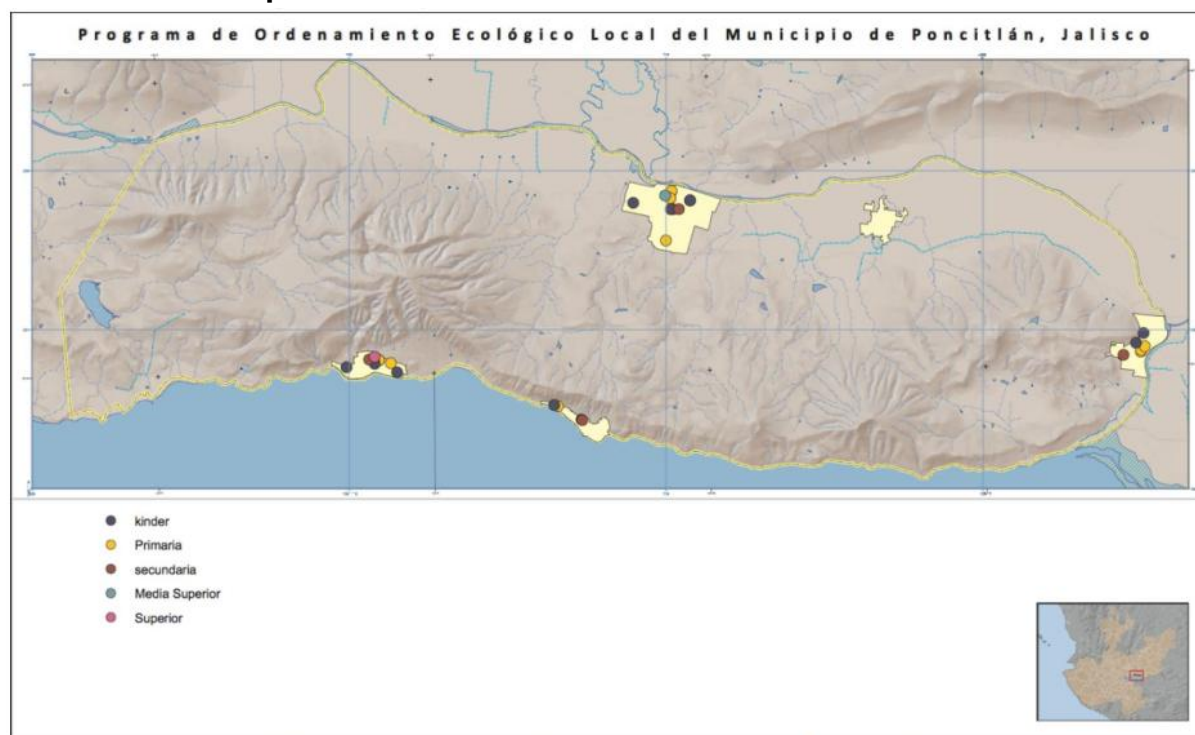 Programa de Ordenamiento Ecológico Local del Municipio de Poncitlán, Jalisco
kinder
Primaria
secundaria
Media Superior
Superior